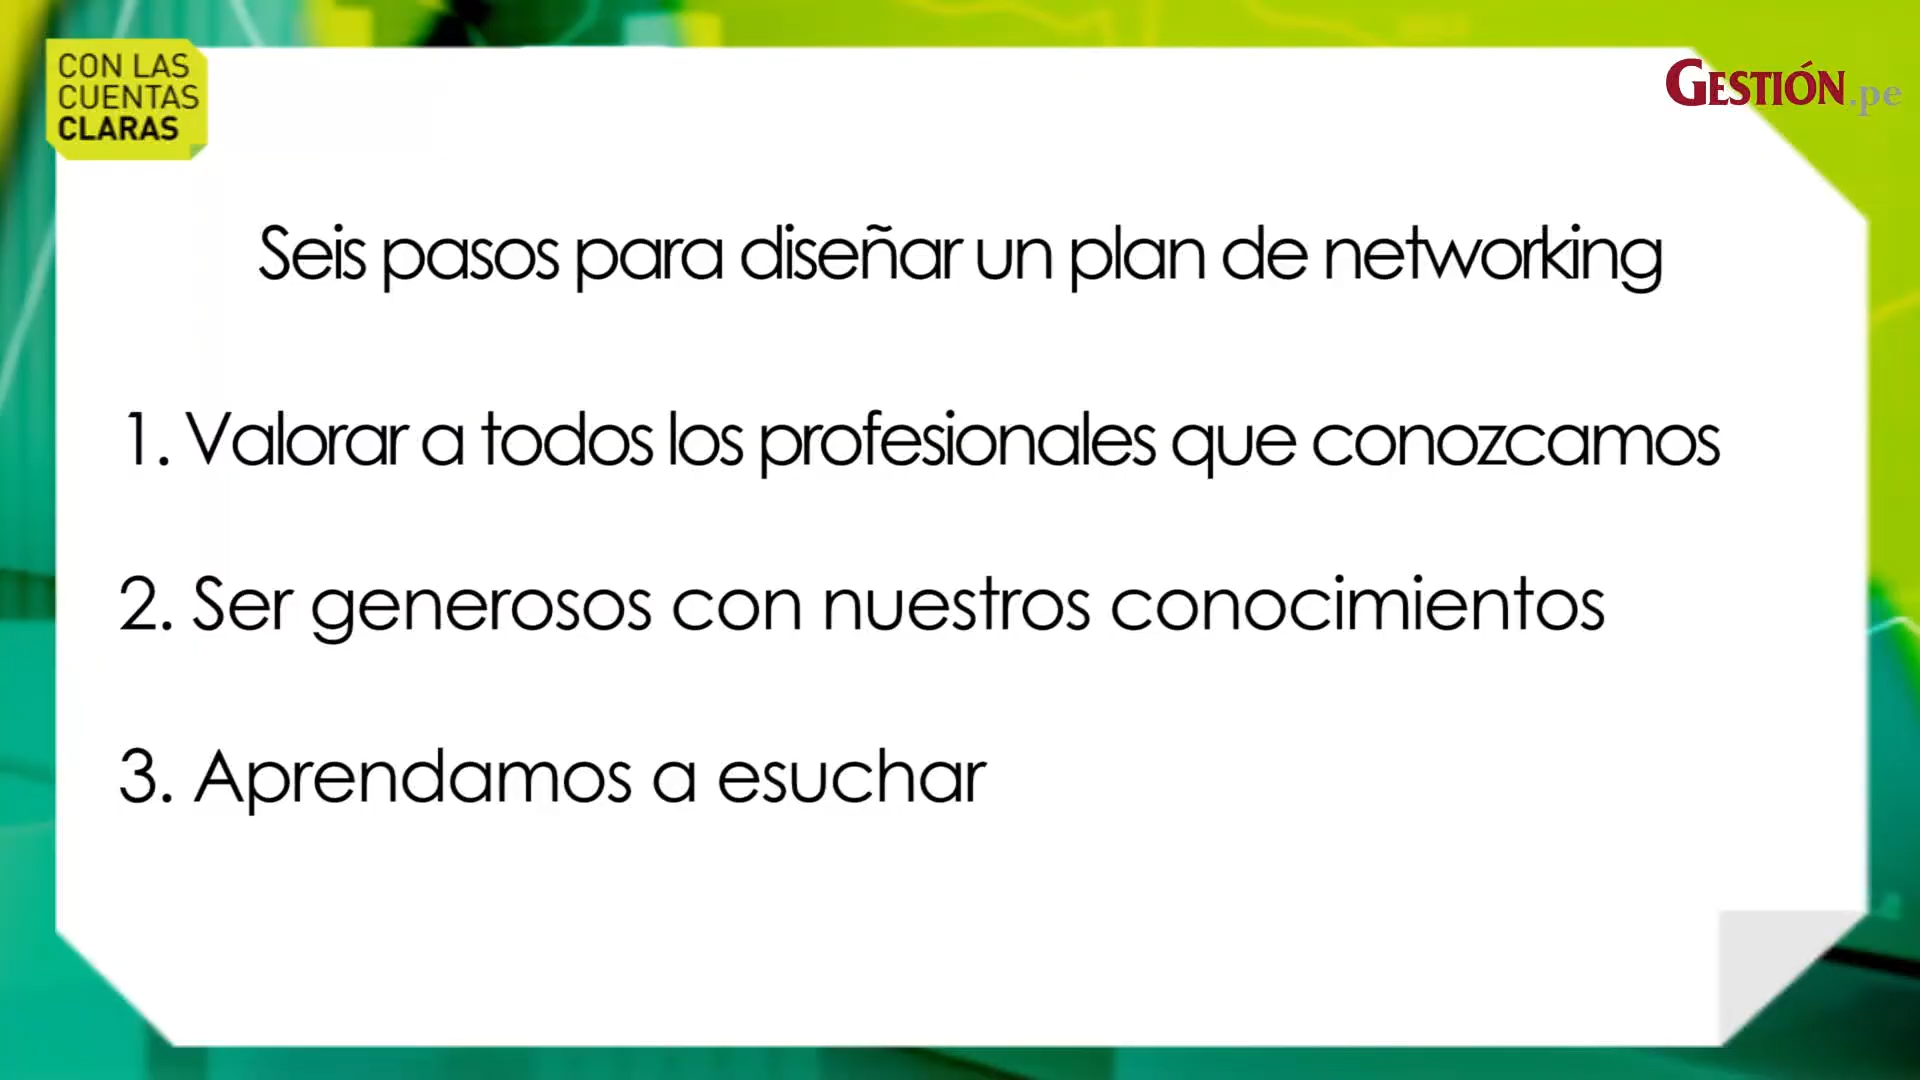 CON LAS
CUENTAS
CLARAS
GESTIÓN.pe
Seis pasos para diseñar un plan de networking
1. Valorar a todos los profesionales que conozcamos
2. Ser generosos con nuestros conocimientos
3. Aprendamos a esuchar